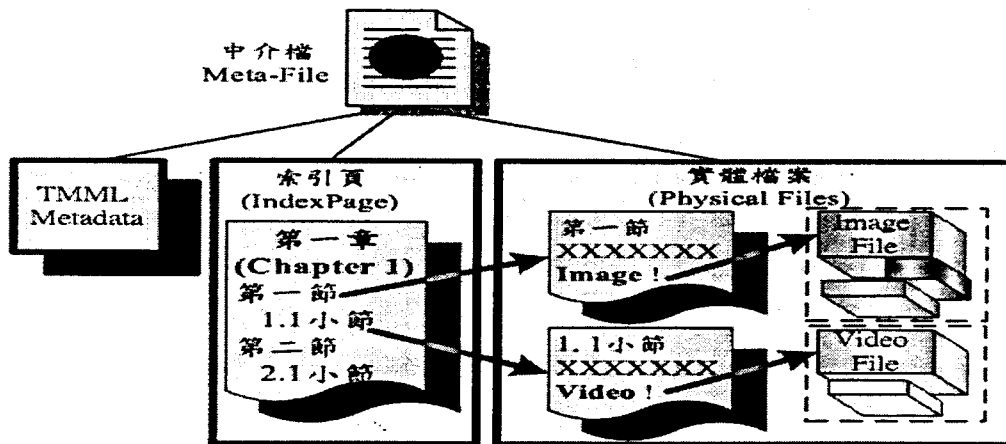 中介檔
Meta-File
TMML
Metadata
索引頁
(IndexPage)
第一章
(Chapter 1)
第一節
1.1小節
第二節
2.1小節
實體檔案
(Physical Files)
第一節
XXXXXXX
Image !
Image
File
1.1小節
XXXXXXX
Video !
Video
File